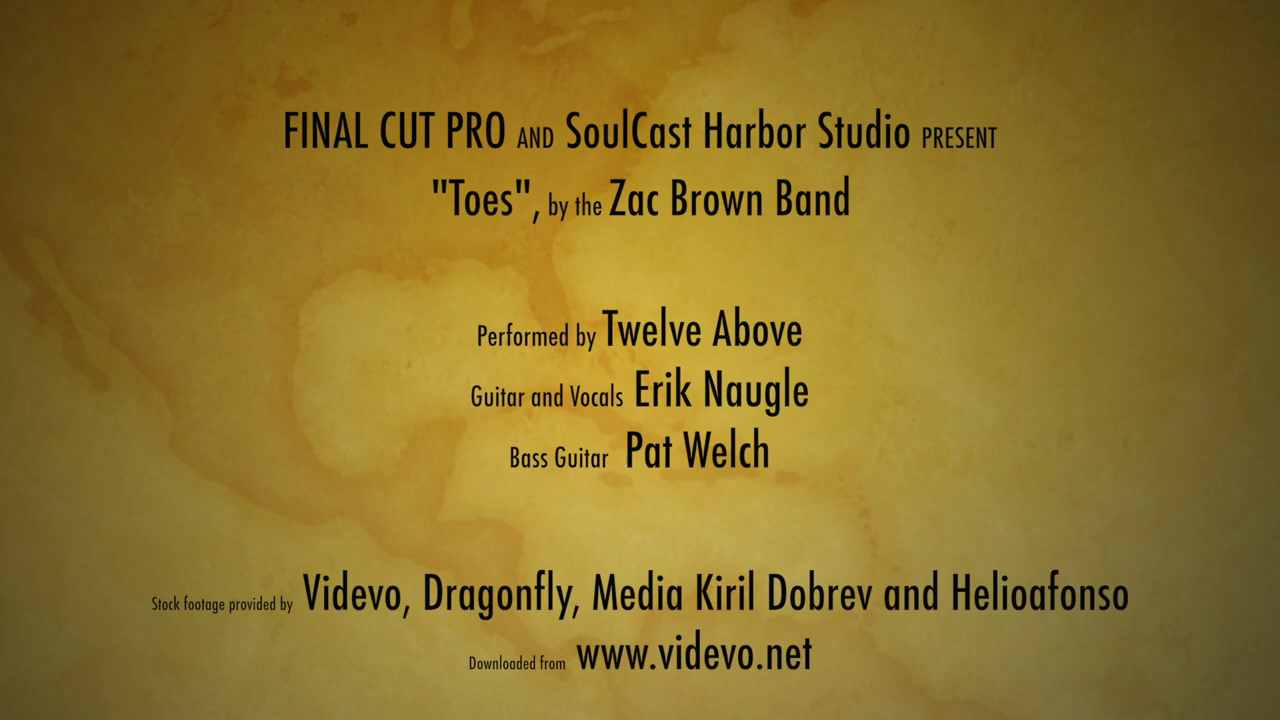 FINAL CUT PRO AND SoulCast Harbor Studio PRESENT
"Toes", by the Zac Brown Band
Performed by Twelve Above
Guitar and Vocals Erik Naugle
Bass Guitar Pat Welch
Stock footage provided by Videvo, Dragonfly, Media Kiril Dobrev and Helioafonso
Downloaded from www.videvo.net